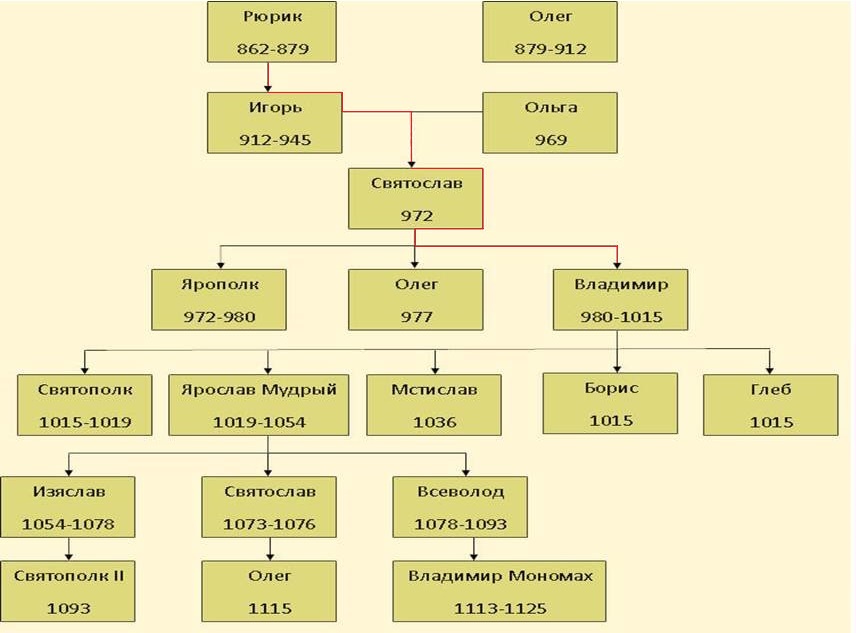 Рюрик
862-879
Олег
879-912
Игорь
912-945
Ольга
969
Святослав
972
Ярополк
972-980
Олег
977
Владимир
980-1015
Святополк
1015-1019
Ярослав Мудрый
1019-1054
Мстислав
1036
Борис
1015
Глеб
1015
Изяслав
1054-1078
Святослав
1073-1076
Всеволод
1078-1093
Святополк II
1093
Олег
1115
Владимир Мономах
1113-1125